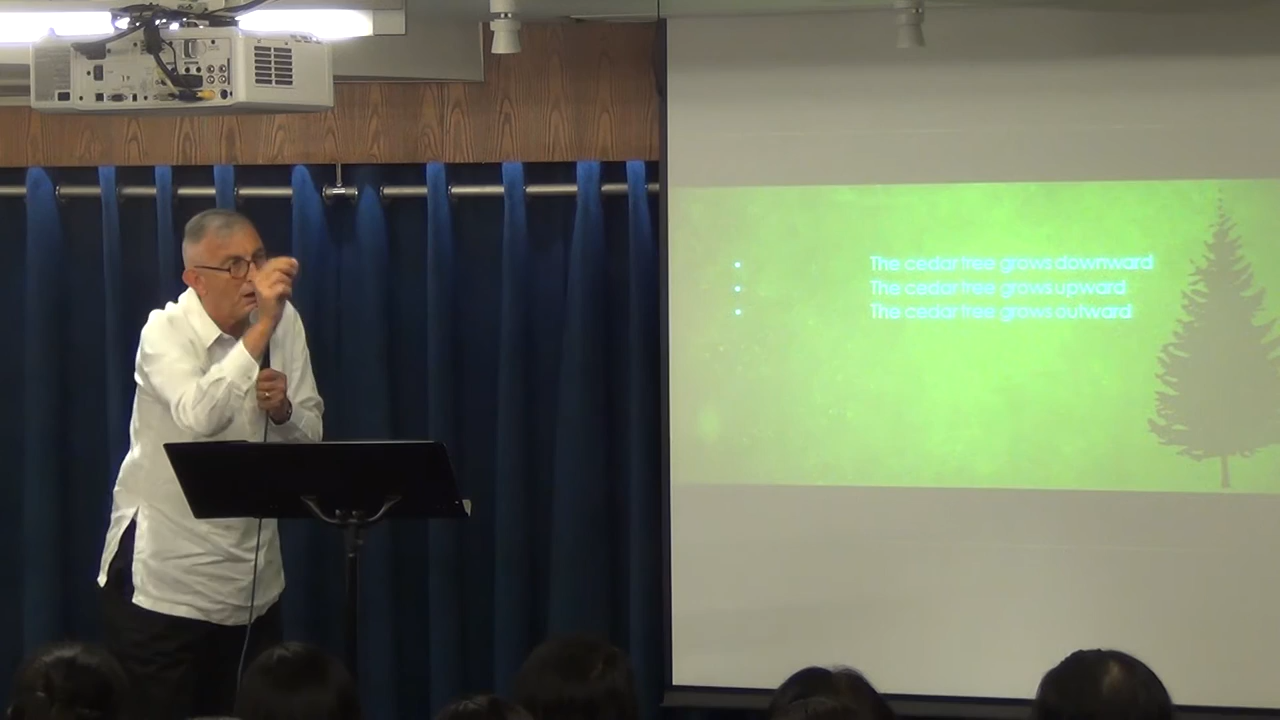 • The cedar tree grows downward
• The cedar tree grows upward
• The cedar tree grows outward